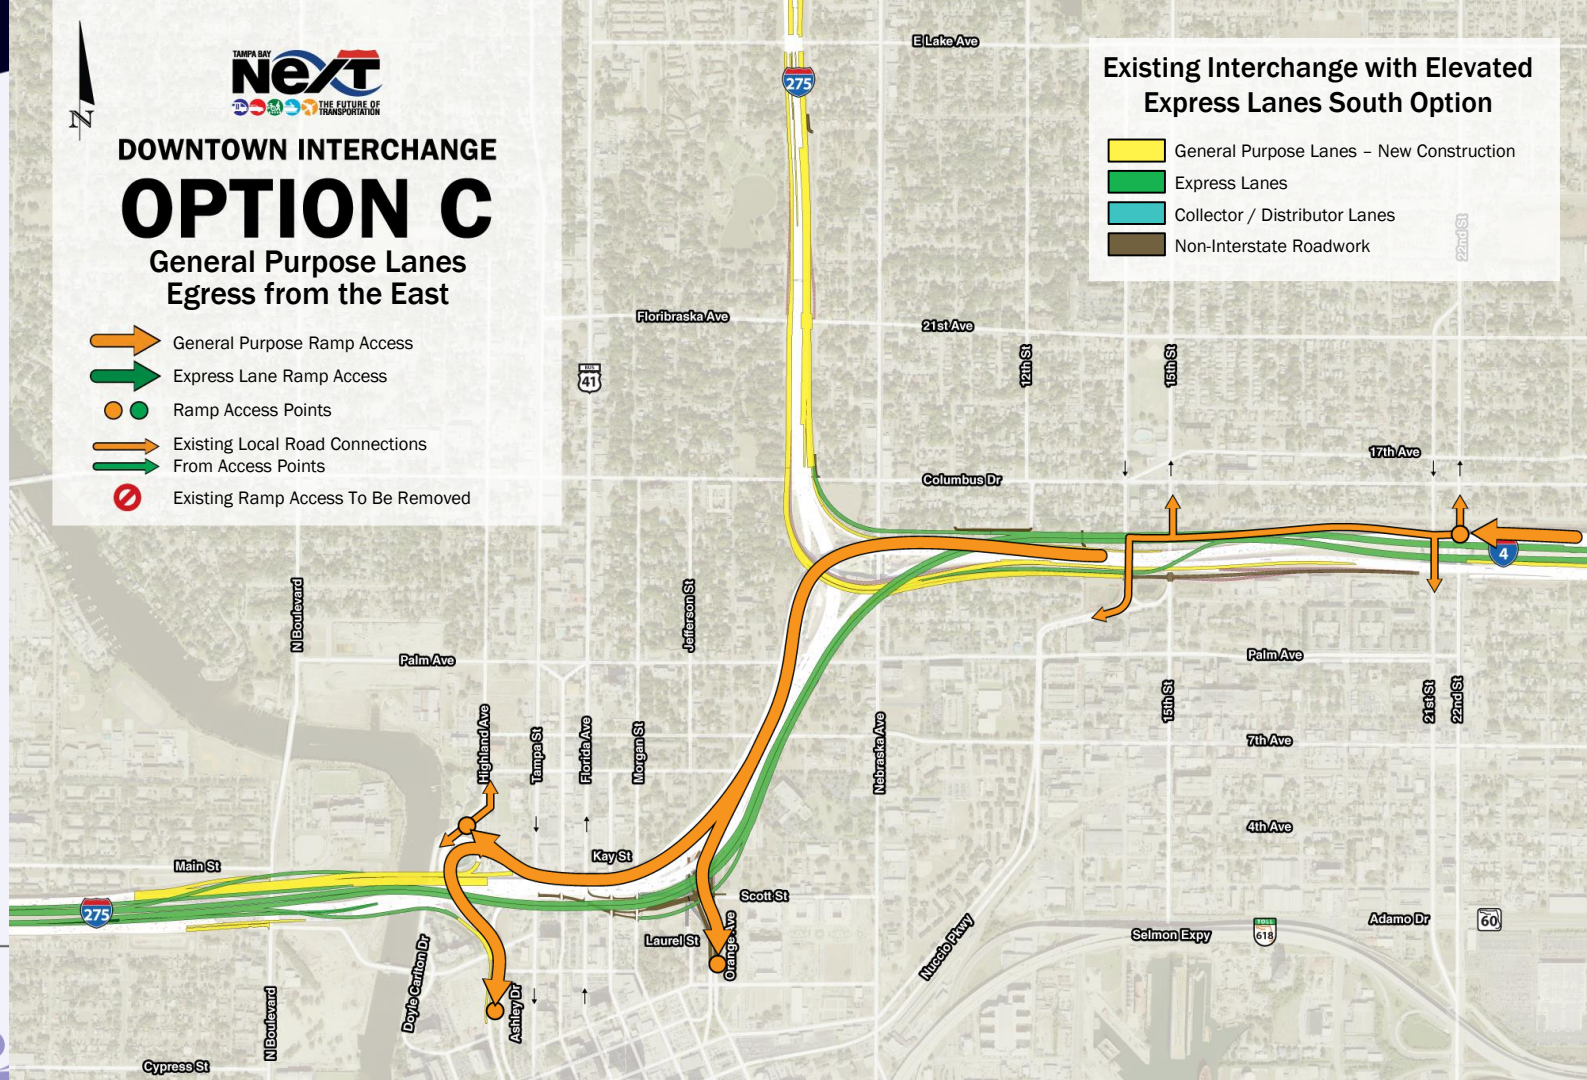 TAMPA BAY
NeXT
THE FUTURE OF
TRANSPORTATION
N
DOWNTOWN INTERCHANGE
OPTION C
General Purpose Lanes
Egress from the East
General Purpose Ramp Access
Express Lane Ramp Access
Ramp Access Points
Existing Local Road Connections
From Access Points
Existing Ramp Access To Be Removed
Existing Interchange with Elevated
Express Lanes South Option
General Purpose Lanes – New Construction
Express Lanes
Collector / Distributor Lanes
Non-Interstate Roadwork
E Lake Ave
275
22nd St
Floribraska Ave
21st Ave
41
12th St
15th St
17th Ave
Columbus Dr
4
N Boulevard
Jefferson St
Palm Ave
Palm Ave
15th St
21st St
22nd St
Highland Ave
Tampa St
Florida Ave
Morgan St
Nebraska Ave
7th Ave
4th Ave
Main St
Kay St
Scott St
275
Laurel St
Orange Ave
Nuccio Pkwy
Selmon Expy
TOLL
618
Adamo Dr
60
Doyle Carlton Dr
N Boulevard
Ashley Dr
Cypress St